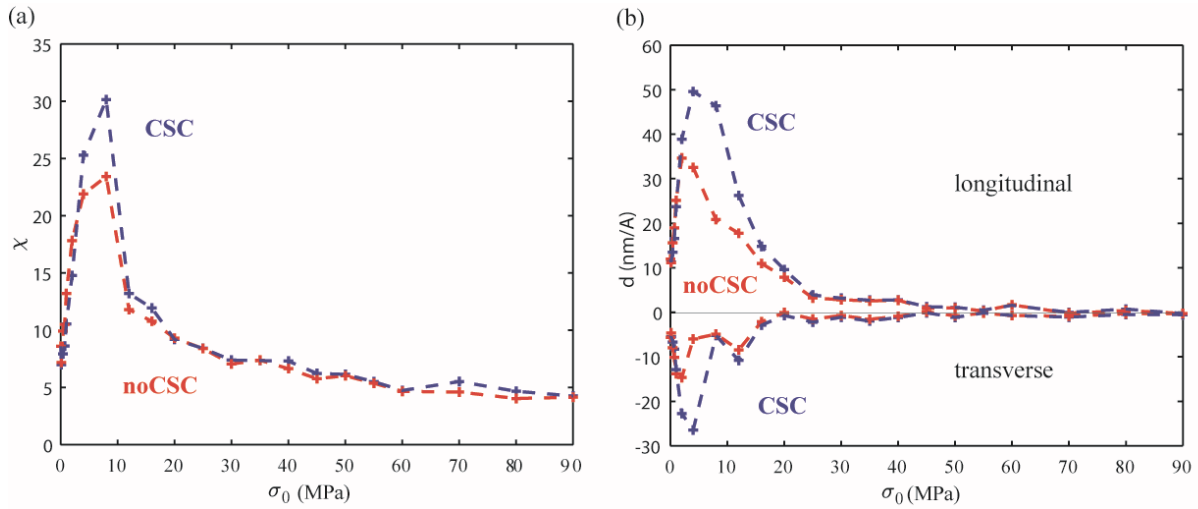 (a)
35
30
25
20
15
10
5
0
χ
CSC
noCSC
0 10 20 30 40 50 60 70 80 90
σ0 (MPa)
(b)
60
50
40
30
20
10
0
-10
-20
-30
d (nm/A)
CSC
longitudinal
noCSC
transverse
CSC
0 10 20 30 40 50 60 70 80 90
σ0 (MPa)